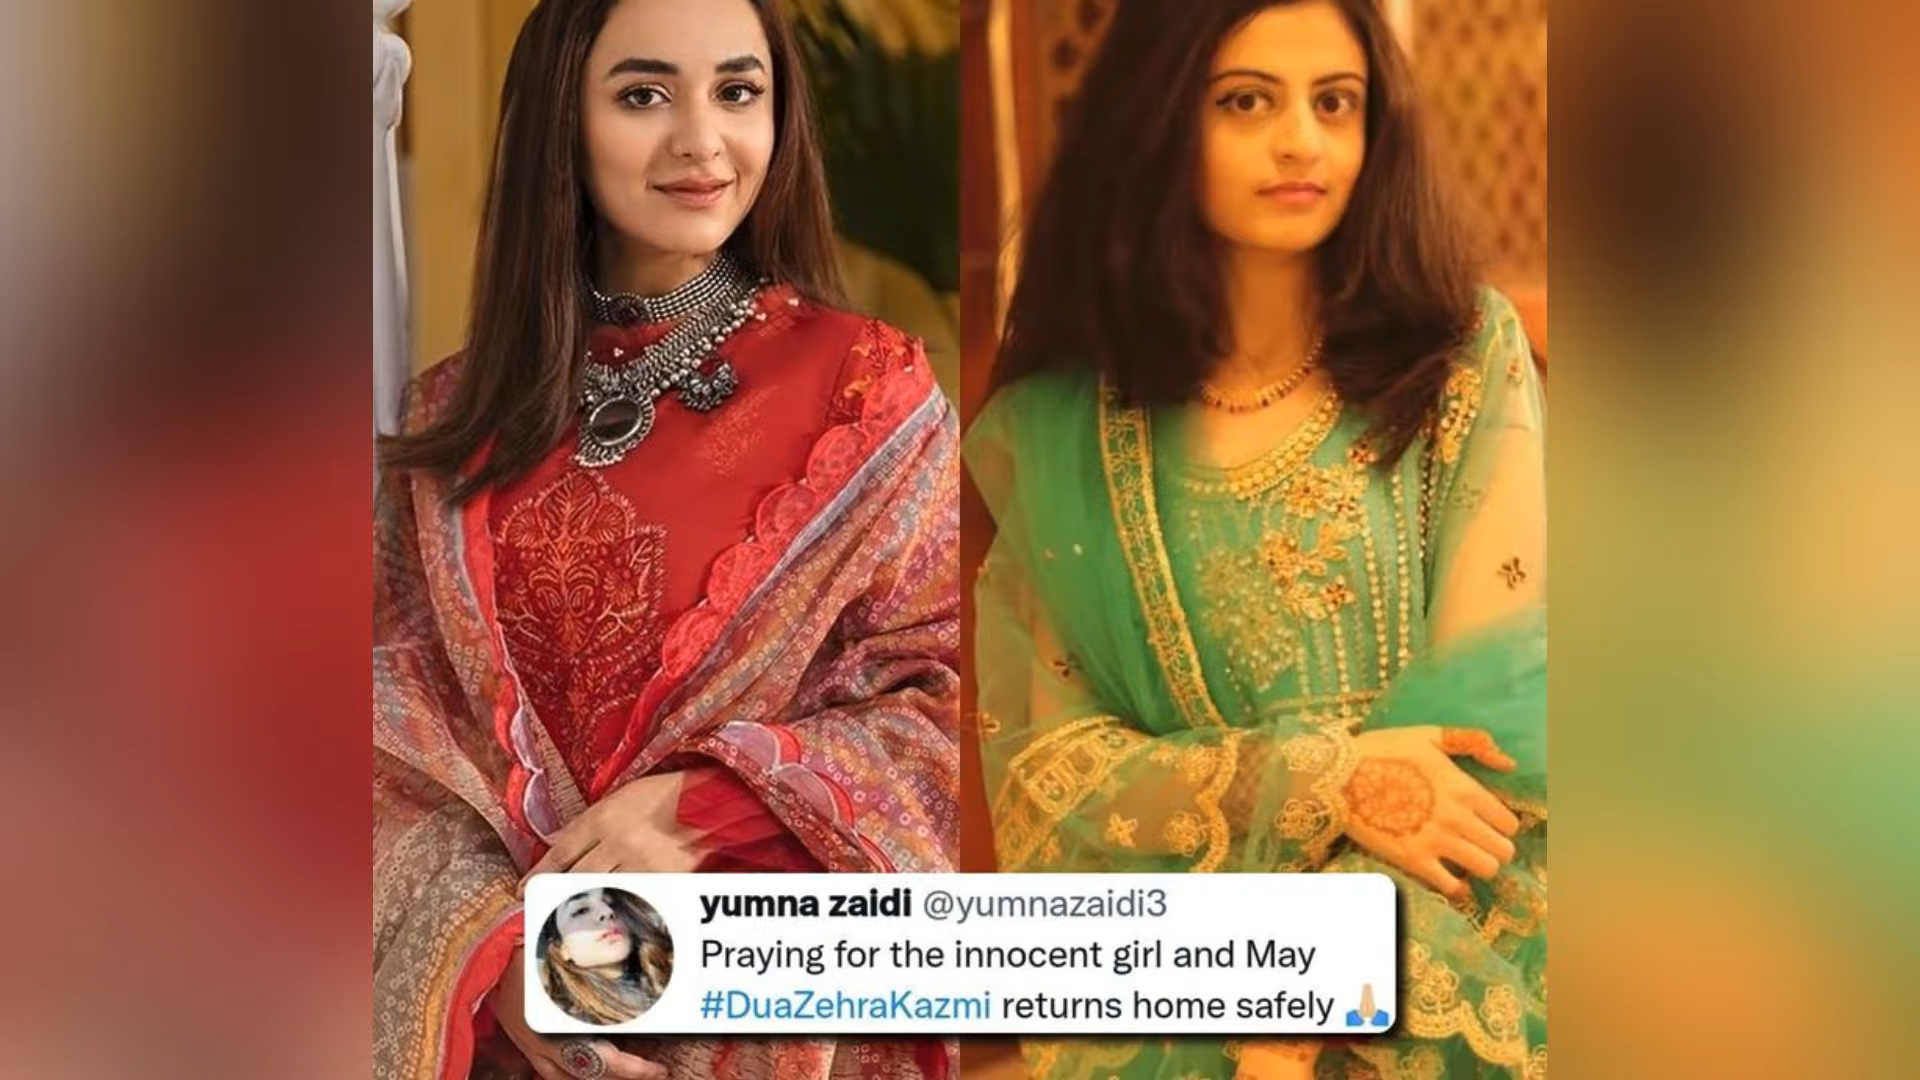 yumna zaidi @yumnazaidi3
Praying for the innocent girl and May
#DuaZehraKazmi returns home safely 🙏🏼